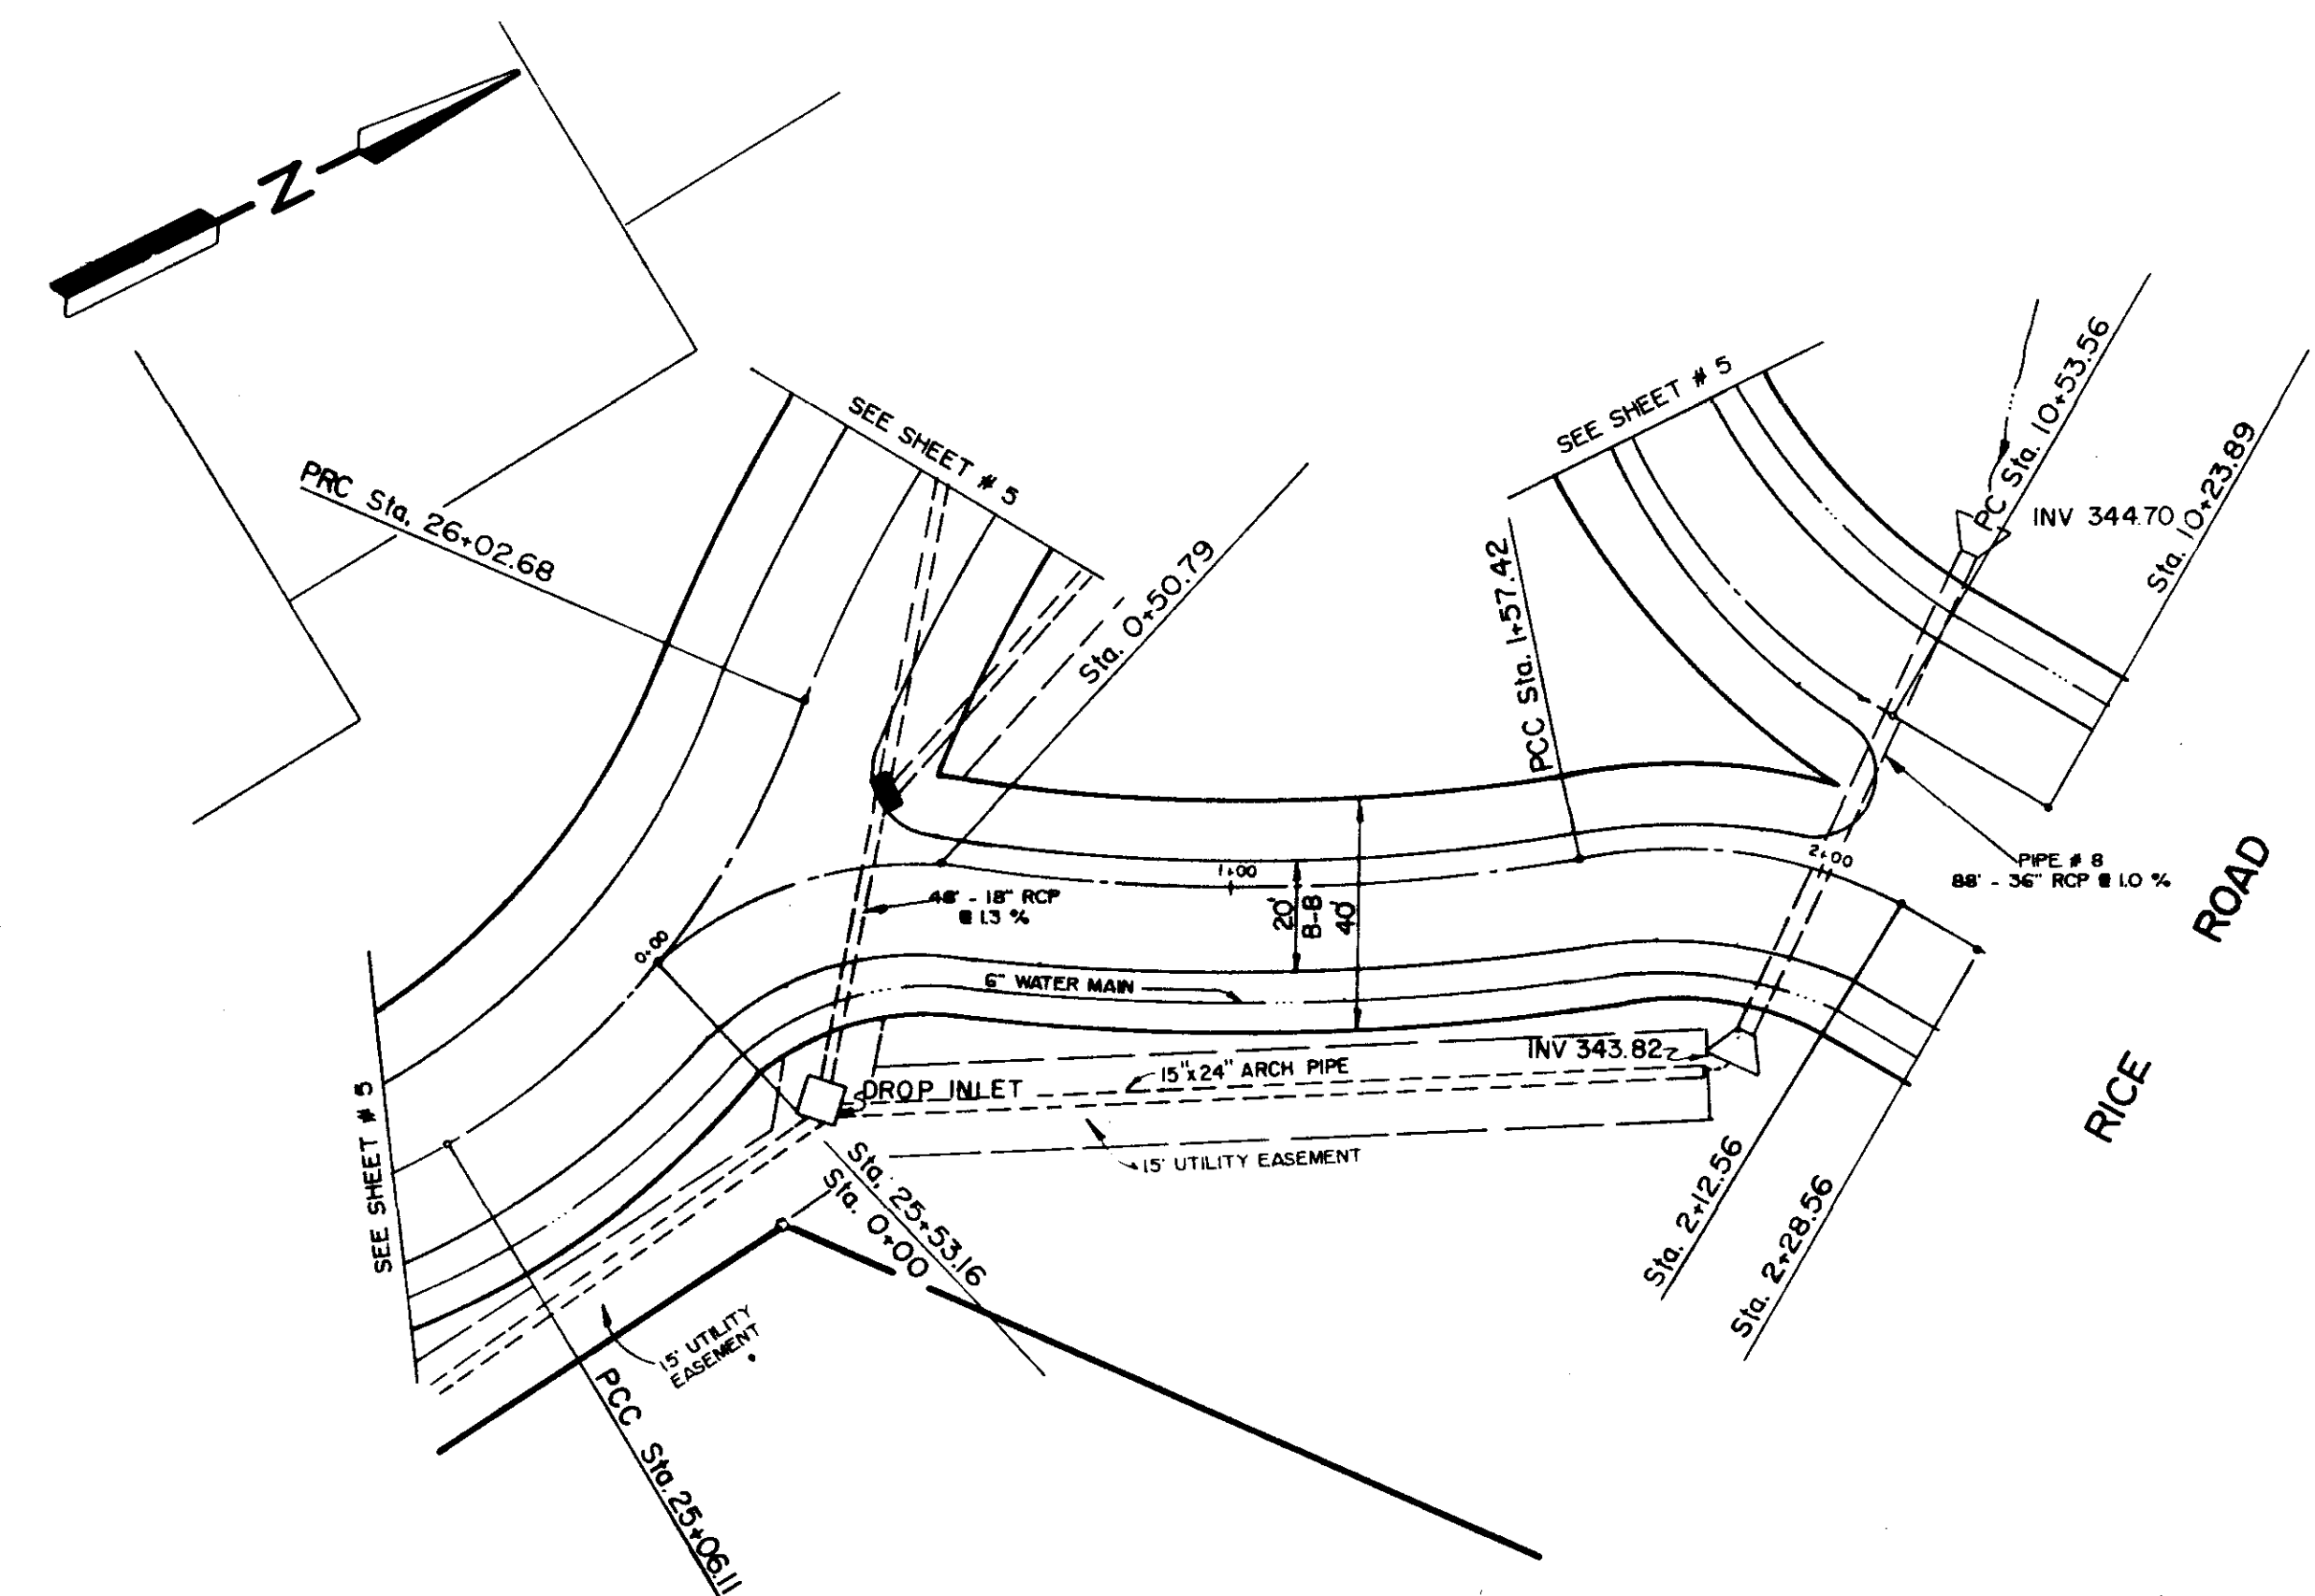 N
SEE SHEET # 5
SEE SHEET # 5
PRC Sta. 26+02.68
Sta. 0+50.79
PCC Sta. 1+57.42
PC Sta. 10+53.56
INV 344.70
Sta. 10+23.89
1+00
2+00
PIPE # 8
88' - 36" RCP @ 1.0 %
48' - 18" RCP
@ 1.3 %
20'
B-B
40'
0+00
6" WATER MAIN
ROAD
RICE
INV 343.82
15"x24" ARCH PIPE
DROP INLET
15' UTILITY EASEMENT
SEE SHEET # 5
Sta. 25+53.16
Sta. 0+00
Sta. 2+12.56
Sta. 2+28.56
15' UTILITY
EASEMENT
PCC Sta. 25+06.11